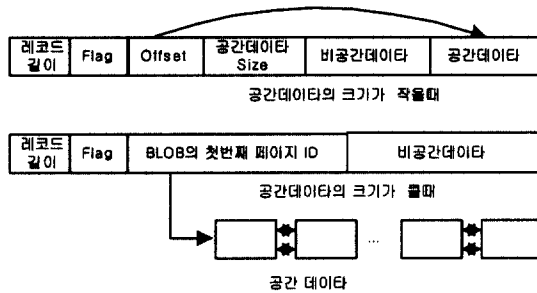 레코드 길이 Flag Offset 공간데이타 Size 비공간데이타 공간데이타
공간데이타의 크기가 작을때
레코드 길이 Flag BLOB의 첫번째 페이지 ID 비공간데이타
공간데이타의 크기가 클때
...
공간 데이타